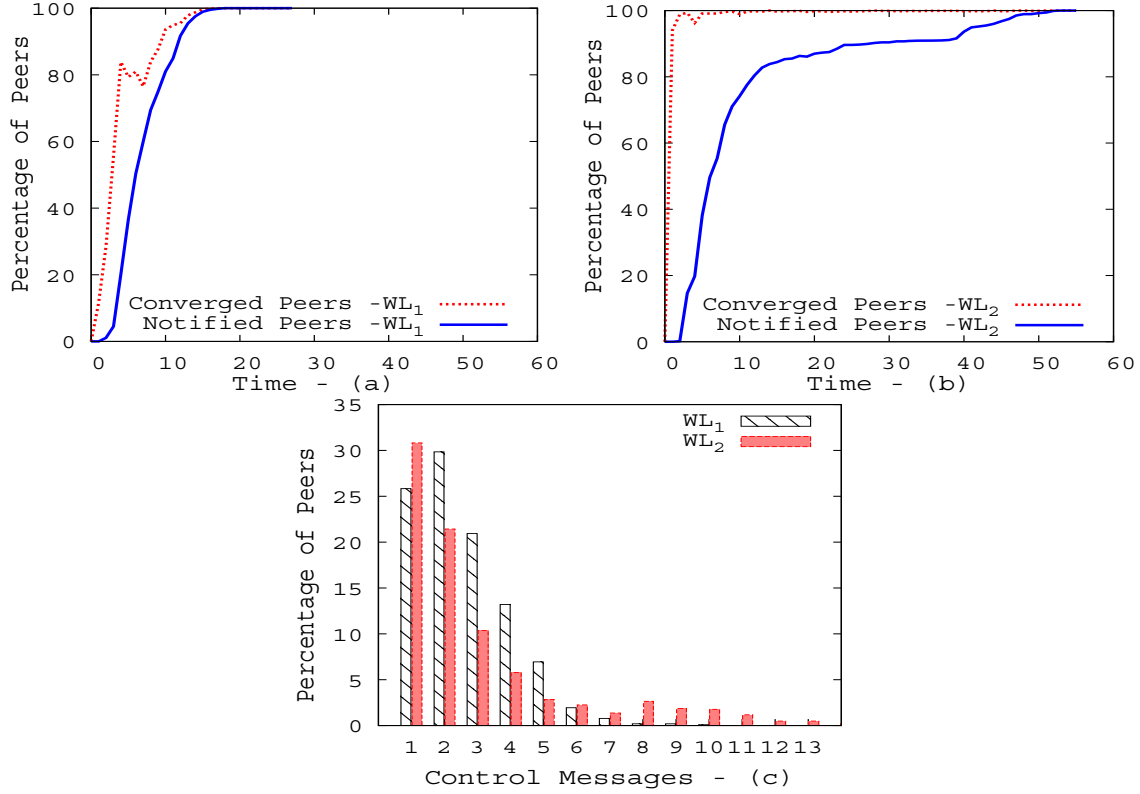 Percentage of Peers
100
80
60
40
20
0
Converged Peers -WL1
Notified Peers -WL1
0 10 20 30 40 50 60
Time - (a)
Percentage of Peers
100
80
60
40
20
0
Converged Peers -WL2
Notified Peers -WL2
0 10 20 30 40 50 60
Time - (b)
Percentage of Peers
35
30
25
20
15
10
5
0
WL1
WL2
1 2 3 4 5 6 7 8 9 10 11 12 13
Control Messages - (c)